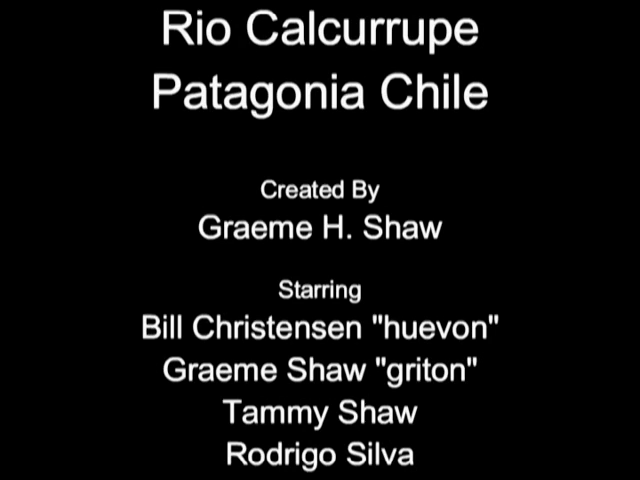 Rio Calcurrupe
Patagonia Chile
Created By
Graeme H. Shaw
Starring
Bill Christensen "huevon"
Graeme Shaw "griton"
Tammy Shaw
Rodrigo Silva